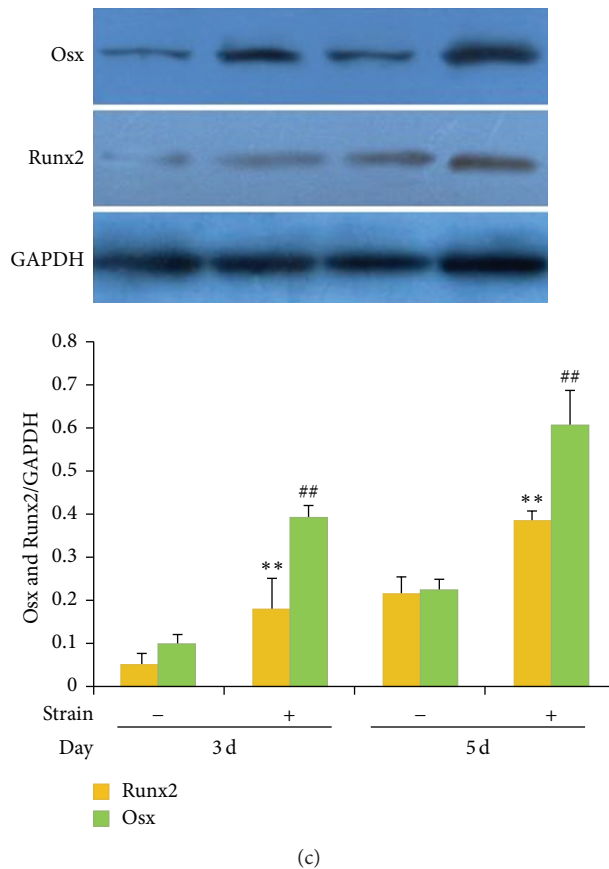 Osx
Runx2
GAPDH
Osx and Runx2/GAPDH
0.8
0.7
0.6
0.5
0.4
0.3
0.2
0.1
0
##
**
##
**
Strain − + − +
Day 3 d 5 d
Runx2
Osx
(c)